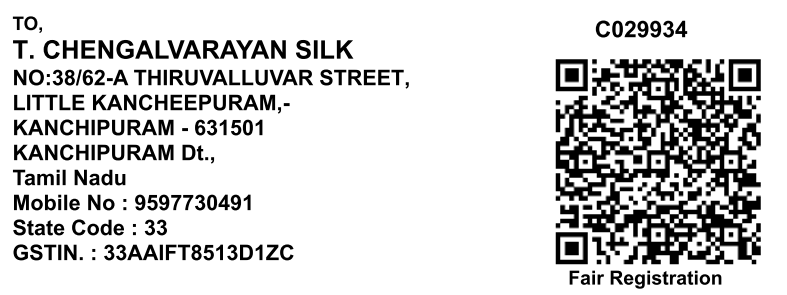 TO,
T. CHENGALVARAYAN SILK
NO:38/62-A THIRUVALLUVAR STREET,
LITTLE KANCHEEPURAM,-
KANCHIPURAM - 631501
KANCHIPURAM Dt.,
Tamil Nadu
Mobile No : 9597730491
State Code : 33
GSTIN. : 33AAIFT8513D1ZC
C029934
Fair Registration